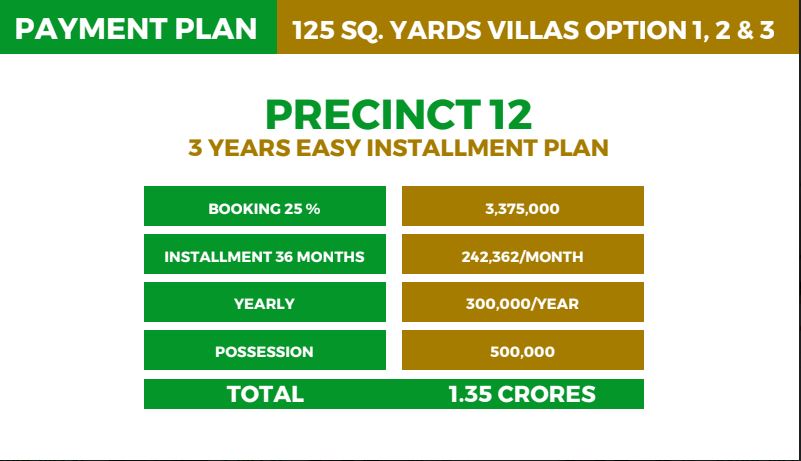 PAYMENT PLAN
125 SQ. YARDS VILLAS OPTION 1, 2 & 3
PRECINCT 12
3 YEARS EASY INSTALLMENT PLAN
BOOKING 25 % 3,375,000
INSTALLMENT 36 MONTHS 242,362/MONTH
YEARLY 300,000/YEAR
POSSESSION 500,000
TOTAL 1.35 CRORES